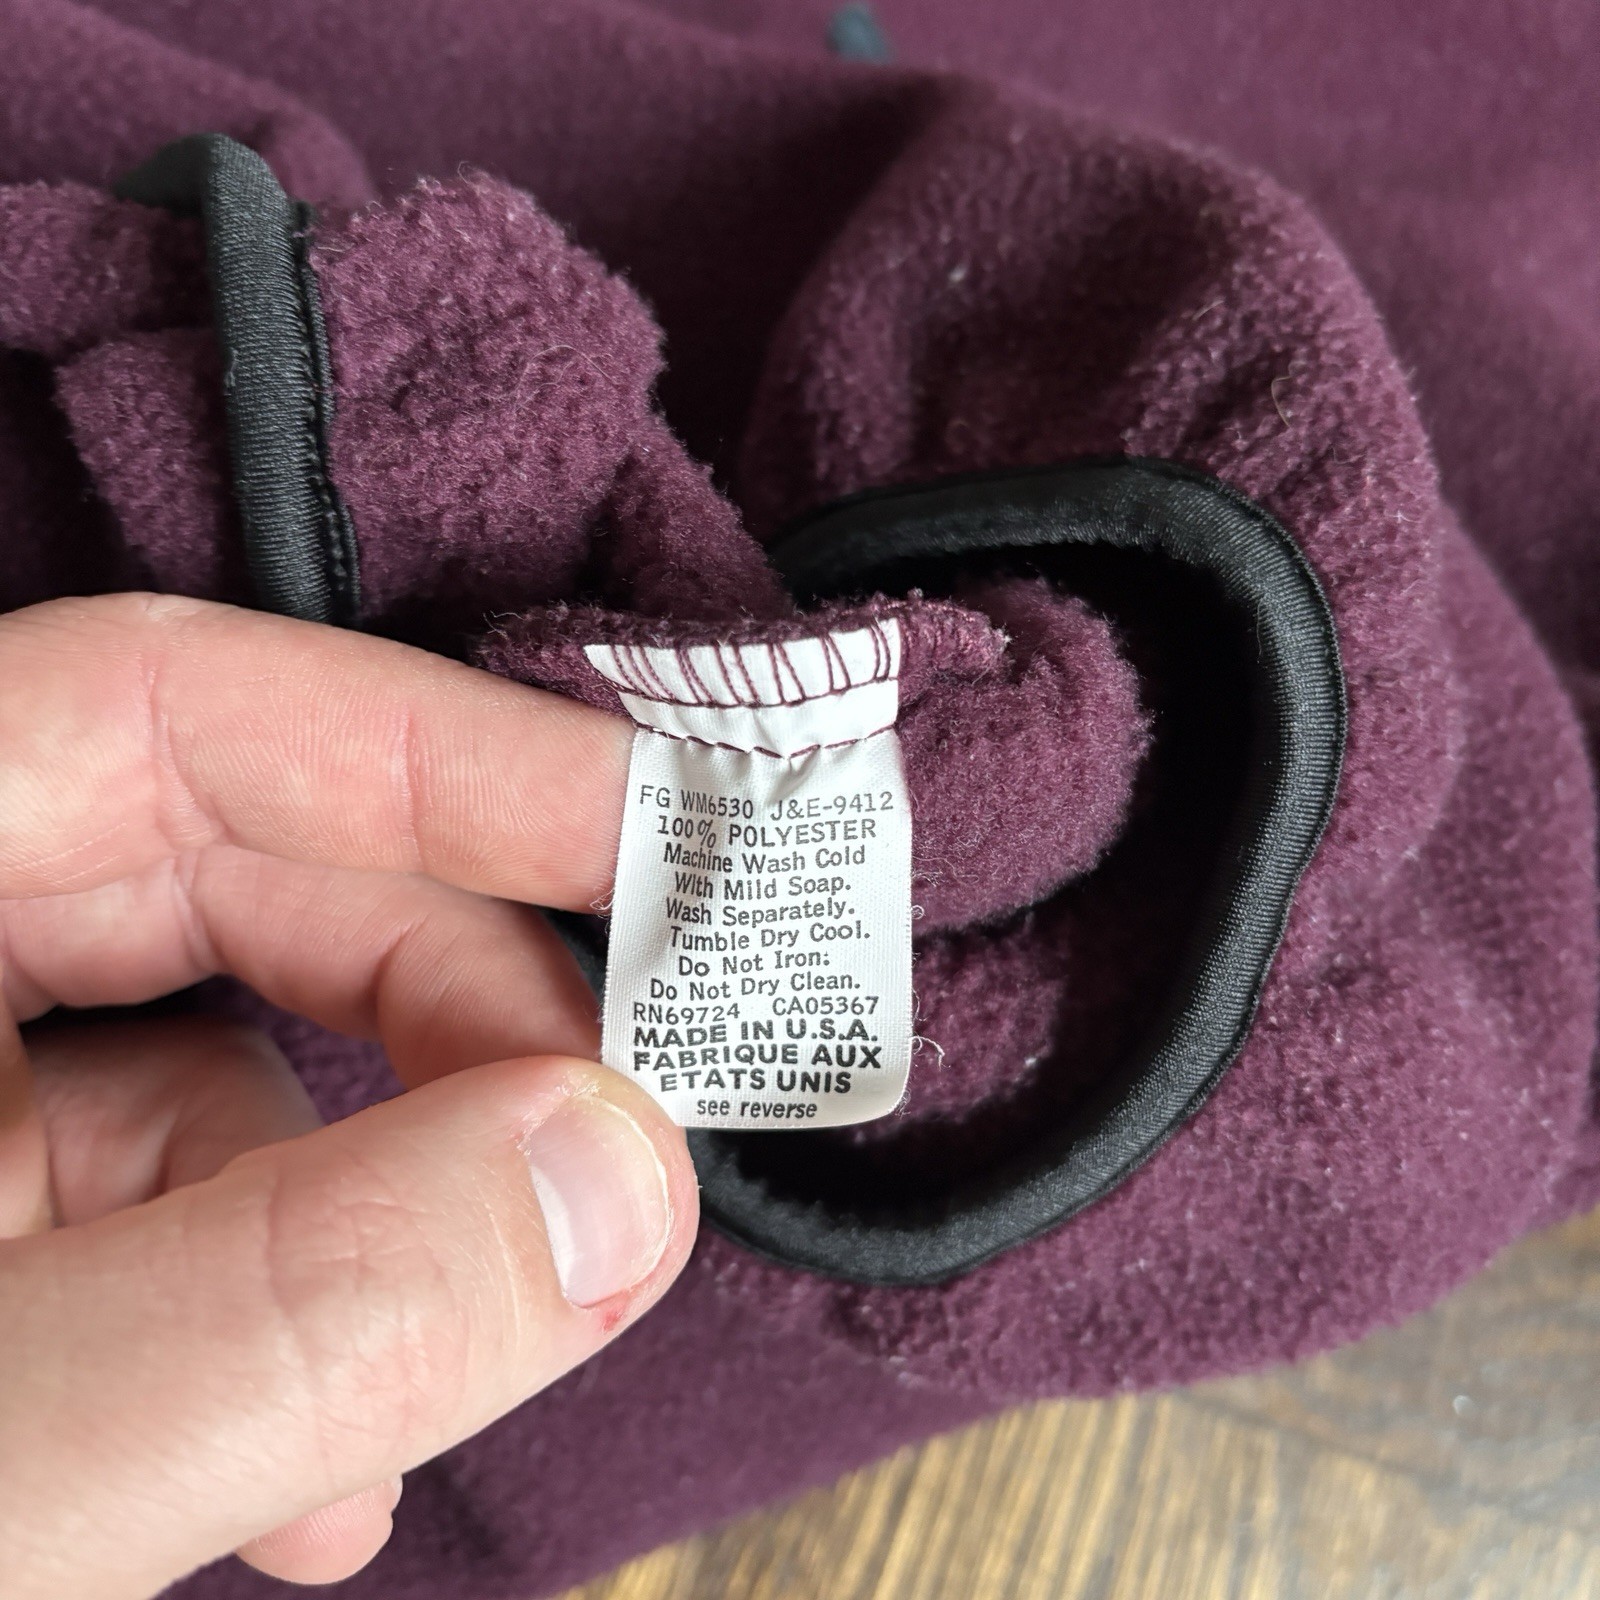 FG WM6530 J&E-9412
100% POLYESTER
Machine Wash Cold
With Mild Soap.
Wash Separately.
Tumble Dry Cool.
Do Not Iron:
Do Not Dry Clean.
RN69724 CA05367
MADE IN U.S.A.
FABRIQUE AUX
ETATS UNIS
see reverse